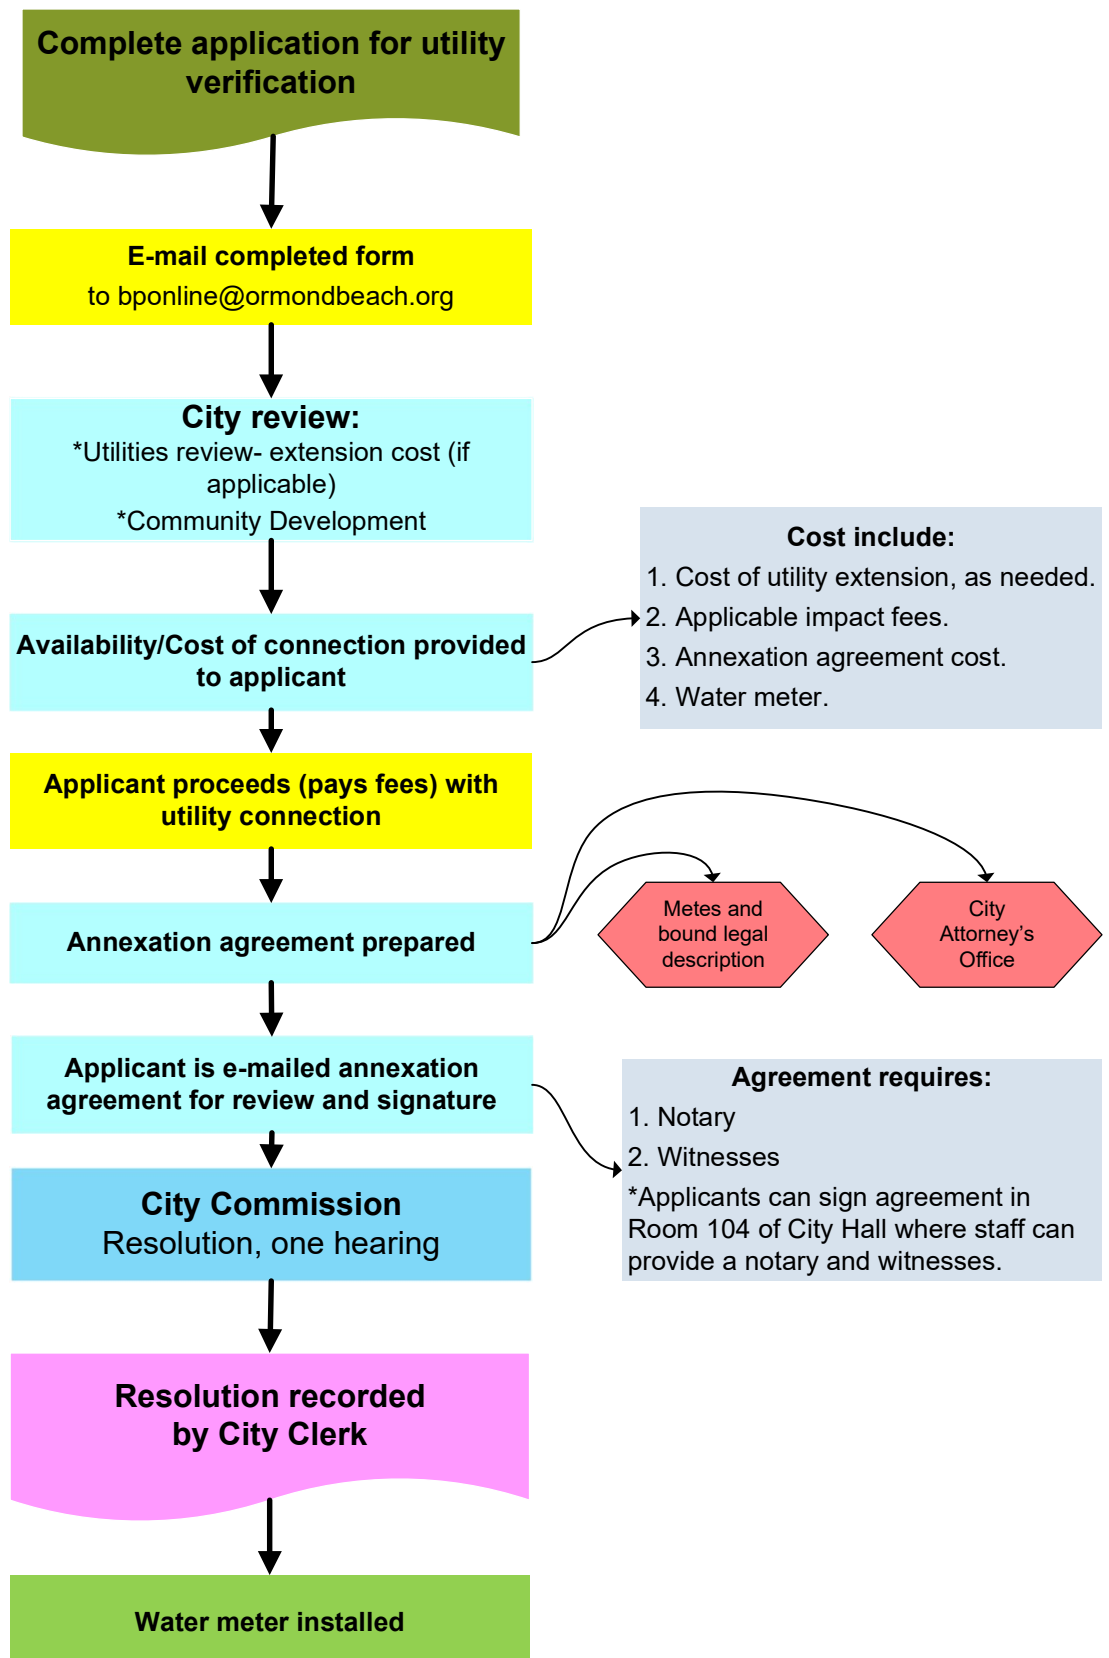 Complete application for utility
verification
E-mail completed form
to bponline@ormondbeach.org
City review:
*Utilities review- extension cost (if
applicable)
*Community Development
Availability/Cost of connection provided
to applicant
Cost include:
1. Cost of utility extension, as needed.
2. Applicable impact fees.
3. Annexation agreement cost.
4. Water meter.
Applicant proceeds (pays fees) with
utility connection
Annexation agreement prepared
Metes and
bound legal
description
City
Attorney’s
Office
Applicant is e-mailed annexation
agreement for review and signature
Agreement requires:
1. Notary
2. Witnesses
*Applicants can sign agreement in
Room 104 of City Hall where staff can
provide a notary and witnesses.
City Commission
Resolution, one hearing
Resolution recorded
by City Clerk
Water meter installed